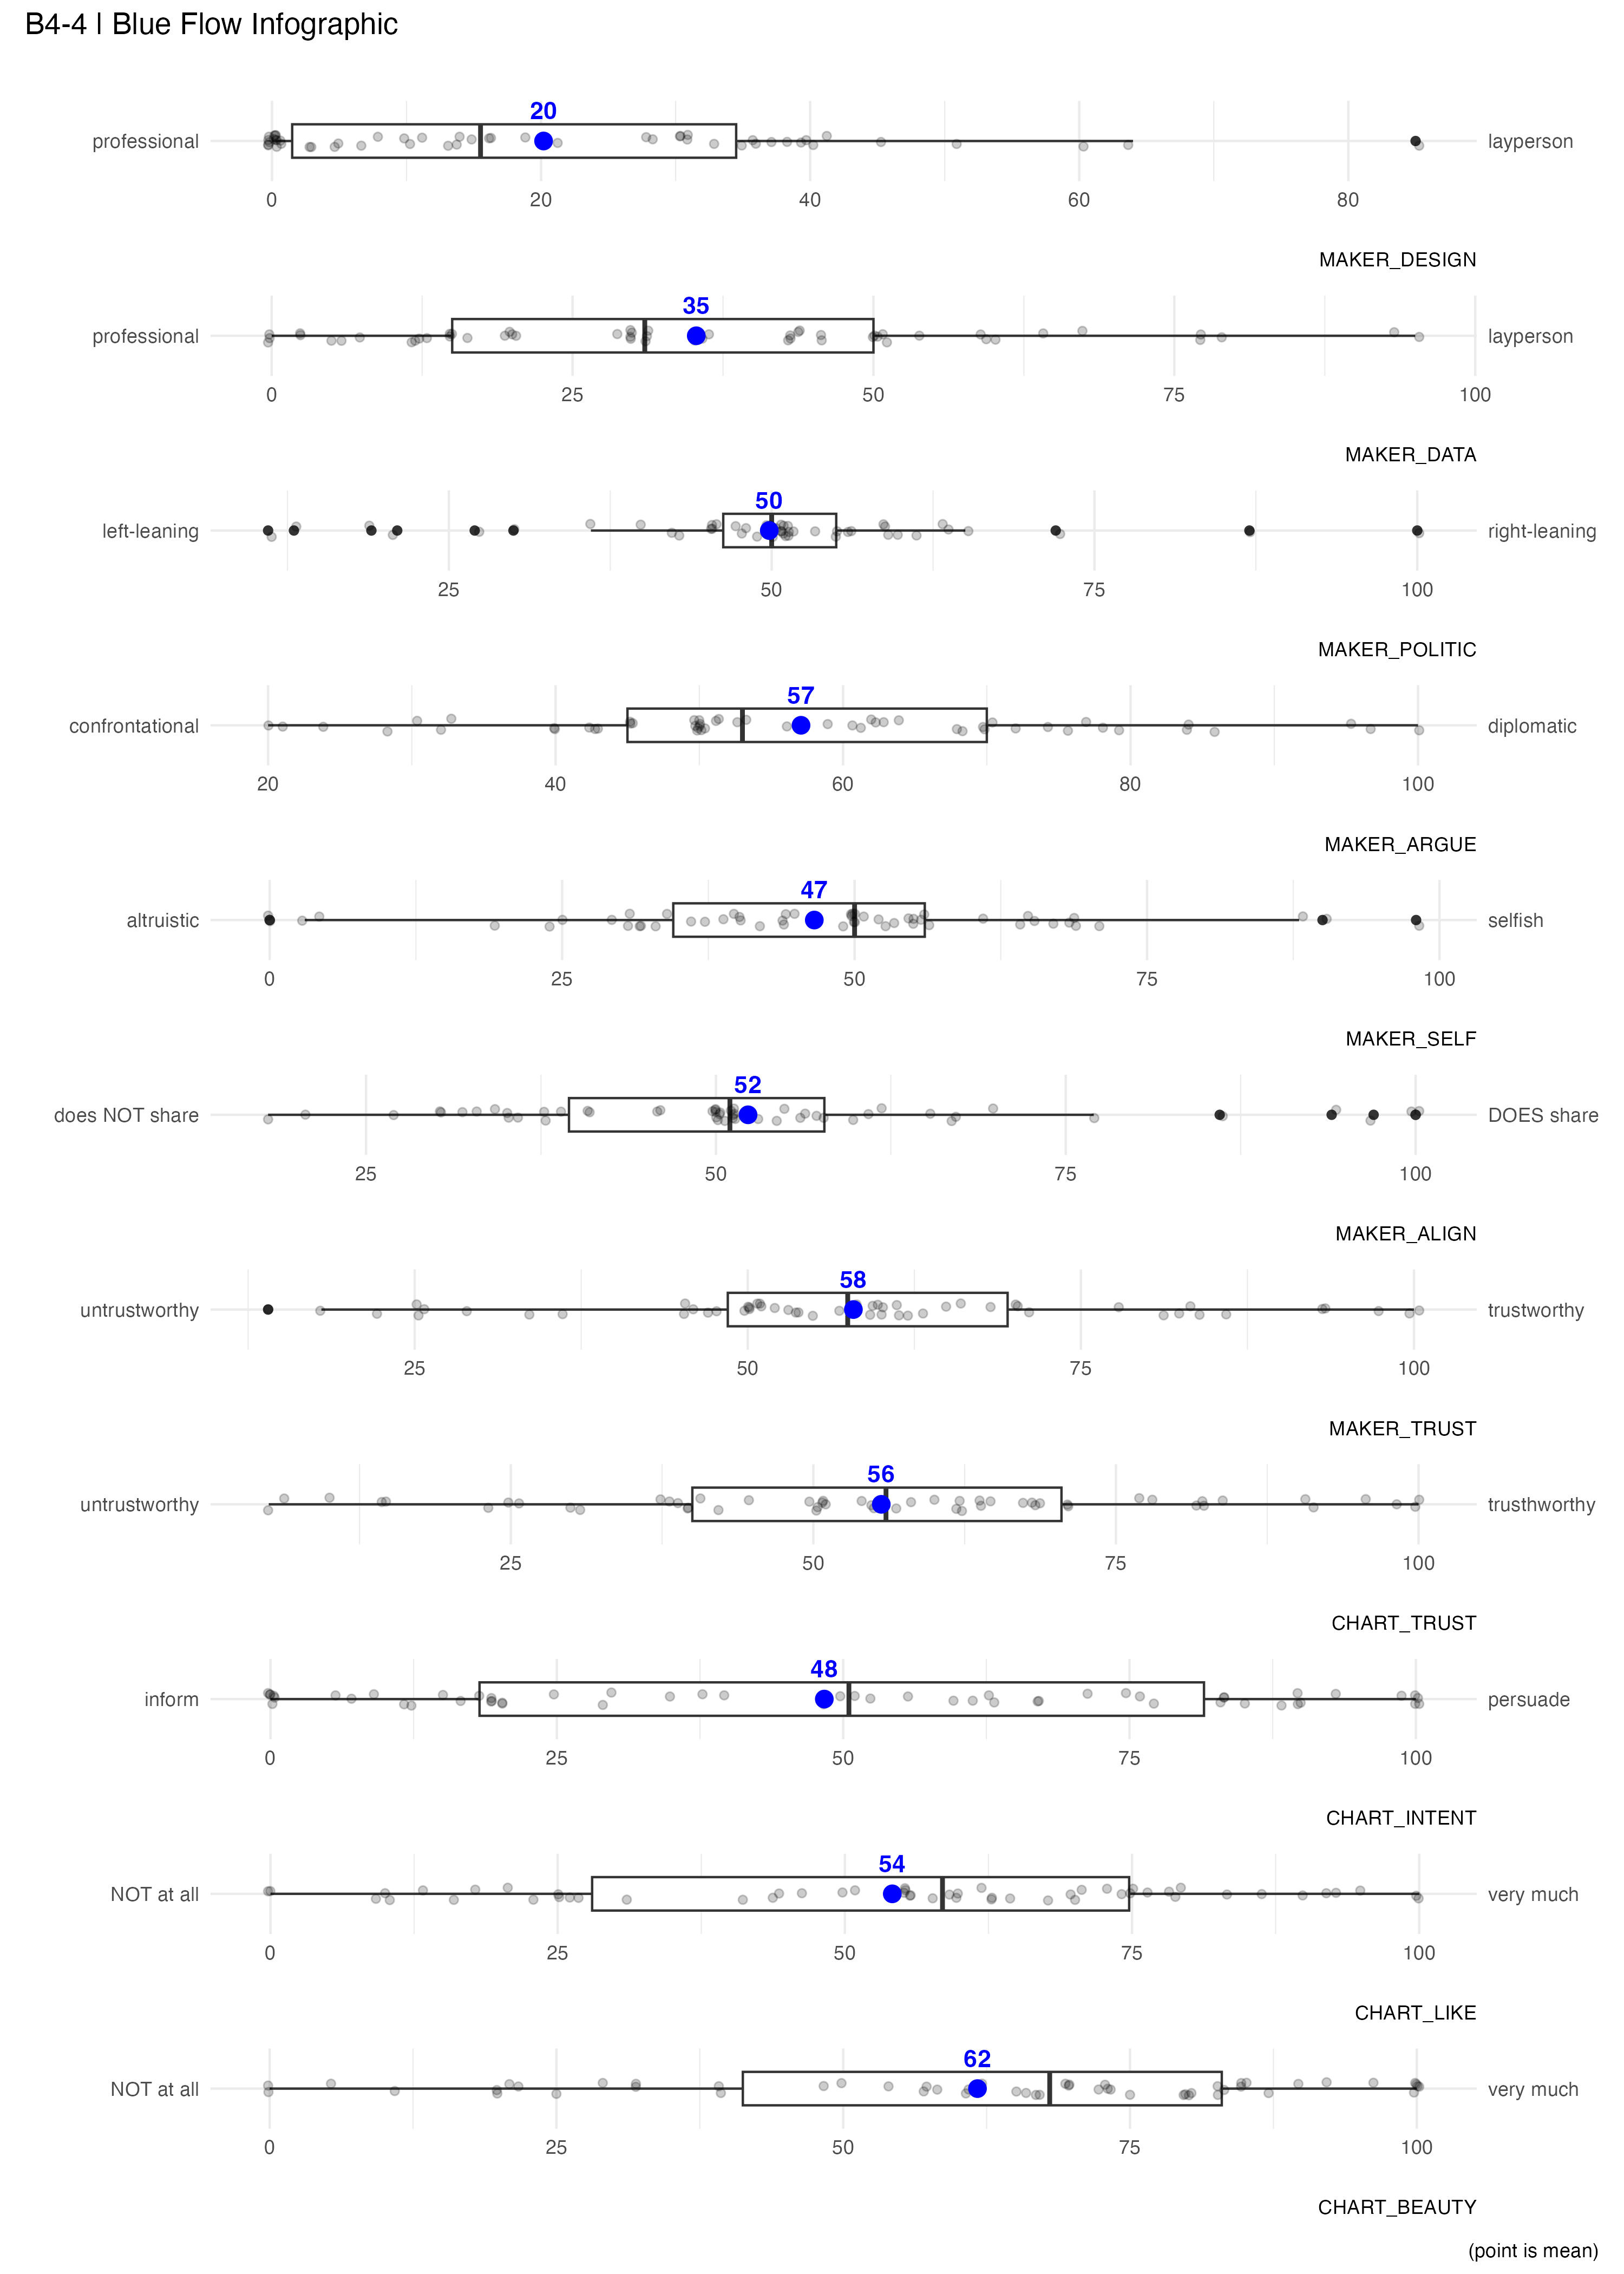 B4-4 | Blue Flow Infographic
20
professional
layperson
0 20 40 60 80
MAKER_DESIGN
35
professional
layperson
0 25 50 75 100
MAKER_DATA
50
left-leaning
right-leaning
25 50 75 100
MAKER_POLITIC
57
confrontational
diplomatic
20 40 60 80 100
MAKER_ARGUE
47
altruistic
selfish
0 25 50 75 100
MAKER_SELF
52
does NOT share
DOES share
25 50 75 100
MAKER_ALIGN
58
untrustworthy
trustworthy
25 50 75 100
MAKER_TRUST
56
untrustworthy
trusthworthy
25 50 75 100
CHART_TRUST
48
inform
persuade
0 25 50 75 100
CHART_INTENT
54
NOT at all
very much
0 25 50 75 100
CHART_LIKE
62
NOT at all
very much
0 25 50 75 100
CHART_BEAUTY
(point is mean)